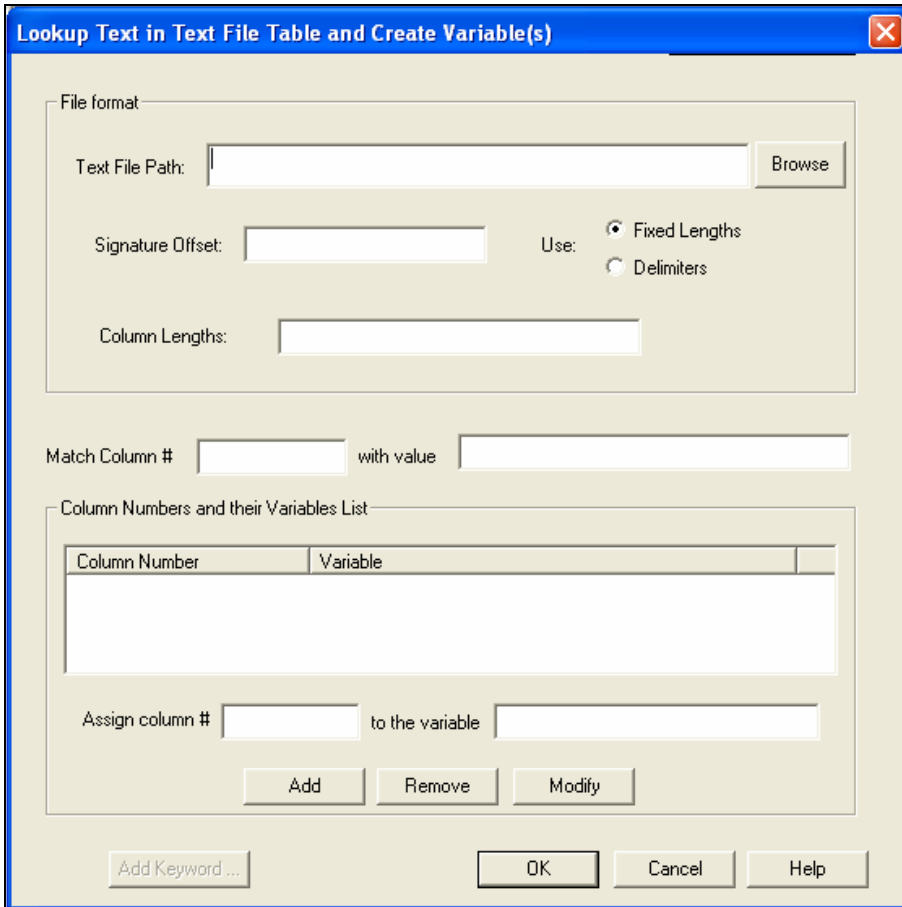 Lookup Text in Text File Table and Create Variable(s)
File format
Text File Path:
Browse
Signature Offset:
Use:
Fixed Lengths
Delimiters
Column Lengths:
Match Column #
with value
Column Numbers and their Variables List
Column Number
Variable
Assign column #
to the variable
Add
Remove
Modify
Add Keyword ...
OK
Cancel
Help